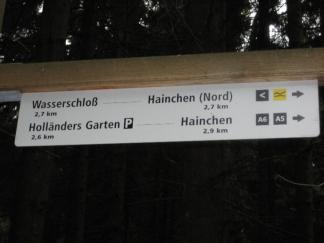 Wasserschloß Hainchen (Nord)
2,7 km 2,7 km
Holländers Garten P Hainchen A6 A5
2,6 km 2,9 km